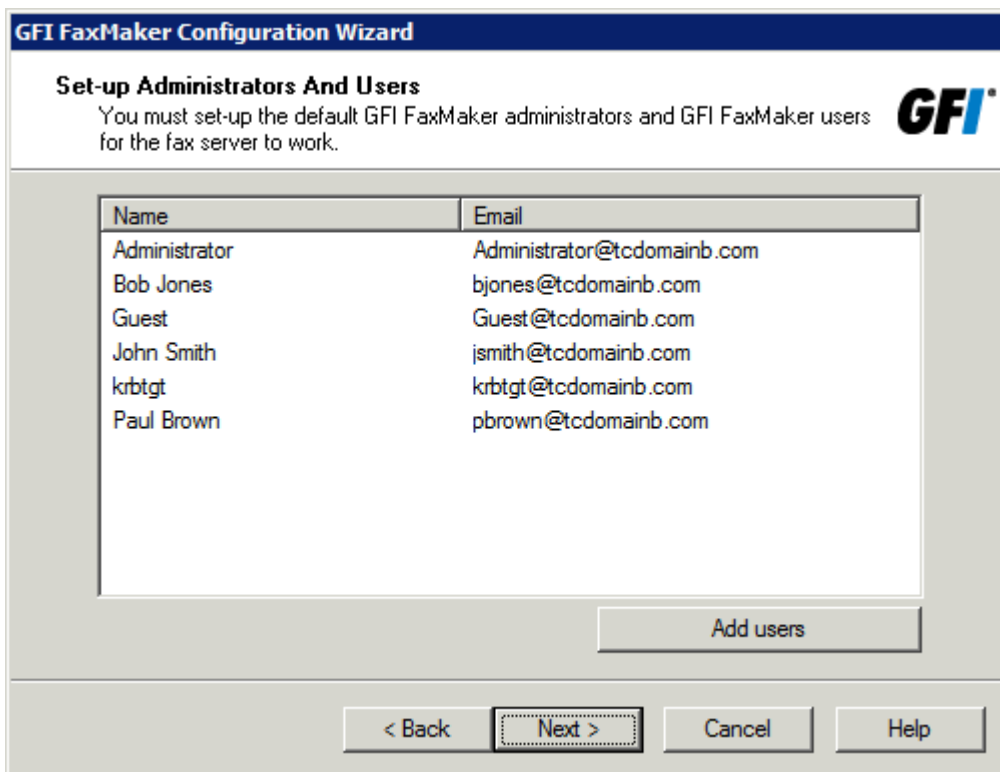 GFI FaxMaker Configuration Wizard
Set-up Administrators And Users
You must set-up the default GFI FaxMaker administrators and GFI FaxMaker users
for the fax server to work.
GFI
Name Email
Administrator Administrator@tcdomainb.com
Bob Jones bjones@tcdomainb.com
Guest Guest@tcdomainb.com
John Smith jsmith@tcdomainb.com
krbtgt krbtgt@tcdomainb.com
Paul Brown pbrown@tcdomainb.com
Add users
< Back Next > Cancel Help